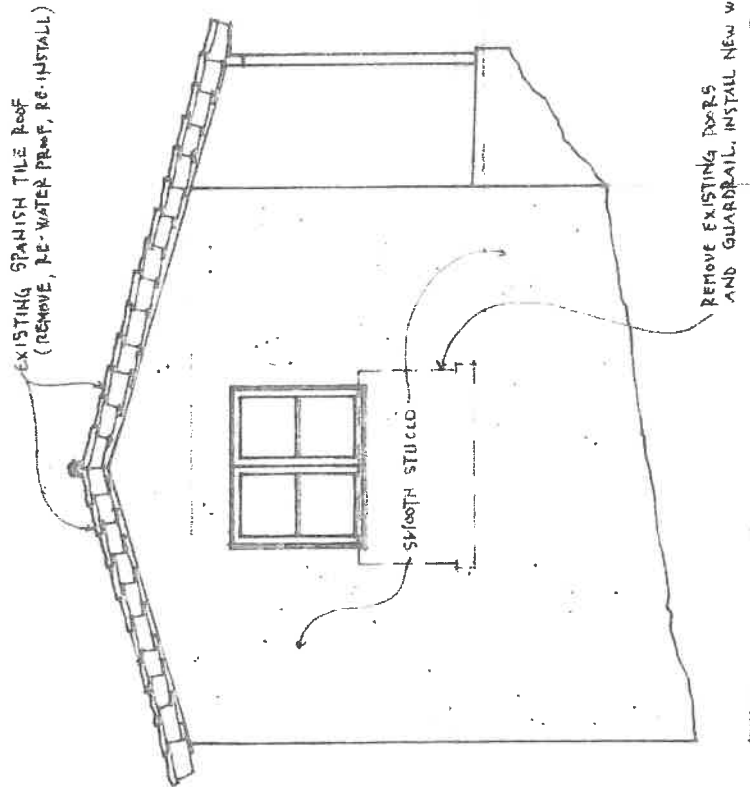 EXISTING SPANISH TILE ROOF
(REMOVE, RE-WATER PROOF, RE-INSTALL)
SMOOTH STUCCO
REMOVE EXISTING DOORS
AND GUARDRAIL, INSTALL NEW